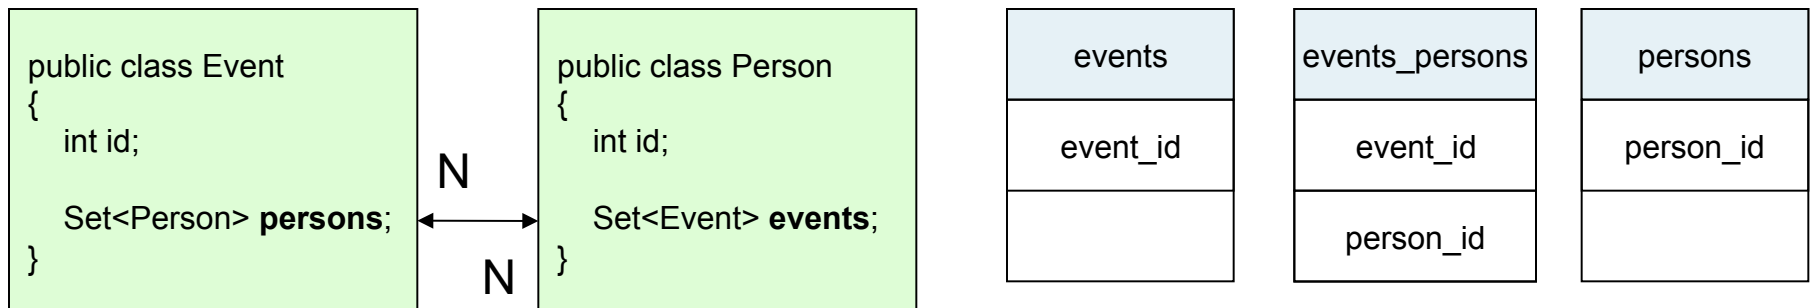 public class Event
{
int id;
Set<Person> persons;
}
N
N
public class Person
{
int id;
Set<Event> events;
}
events
event_id
events_persons
event_id
person_id
persons
person_id